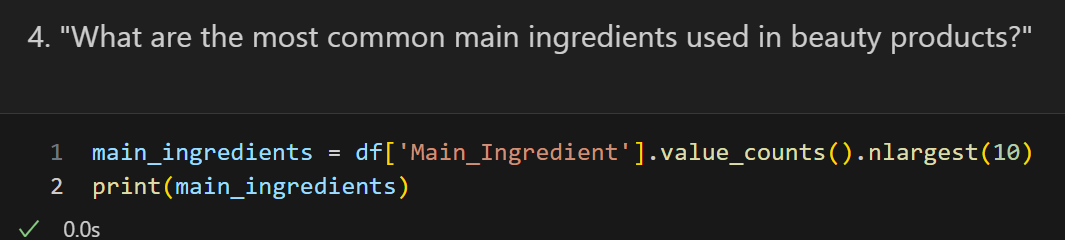 4. "What are the most common main ingredients used in beauty products?"
1 main_ingredients = df['Main_Ingredient'].value_counts().nlargest(10)
2 print(main_ingredients)
✓ 0.0s